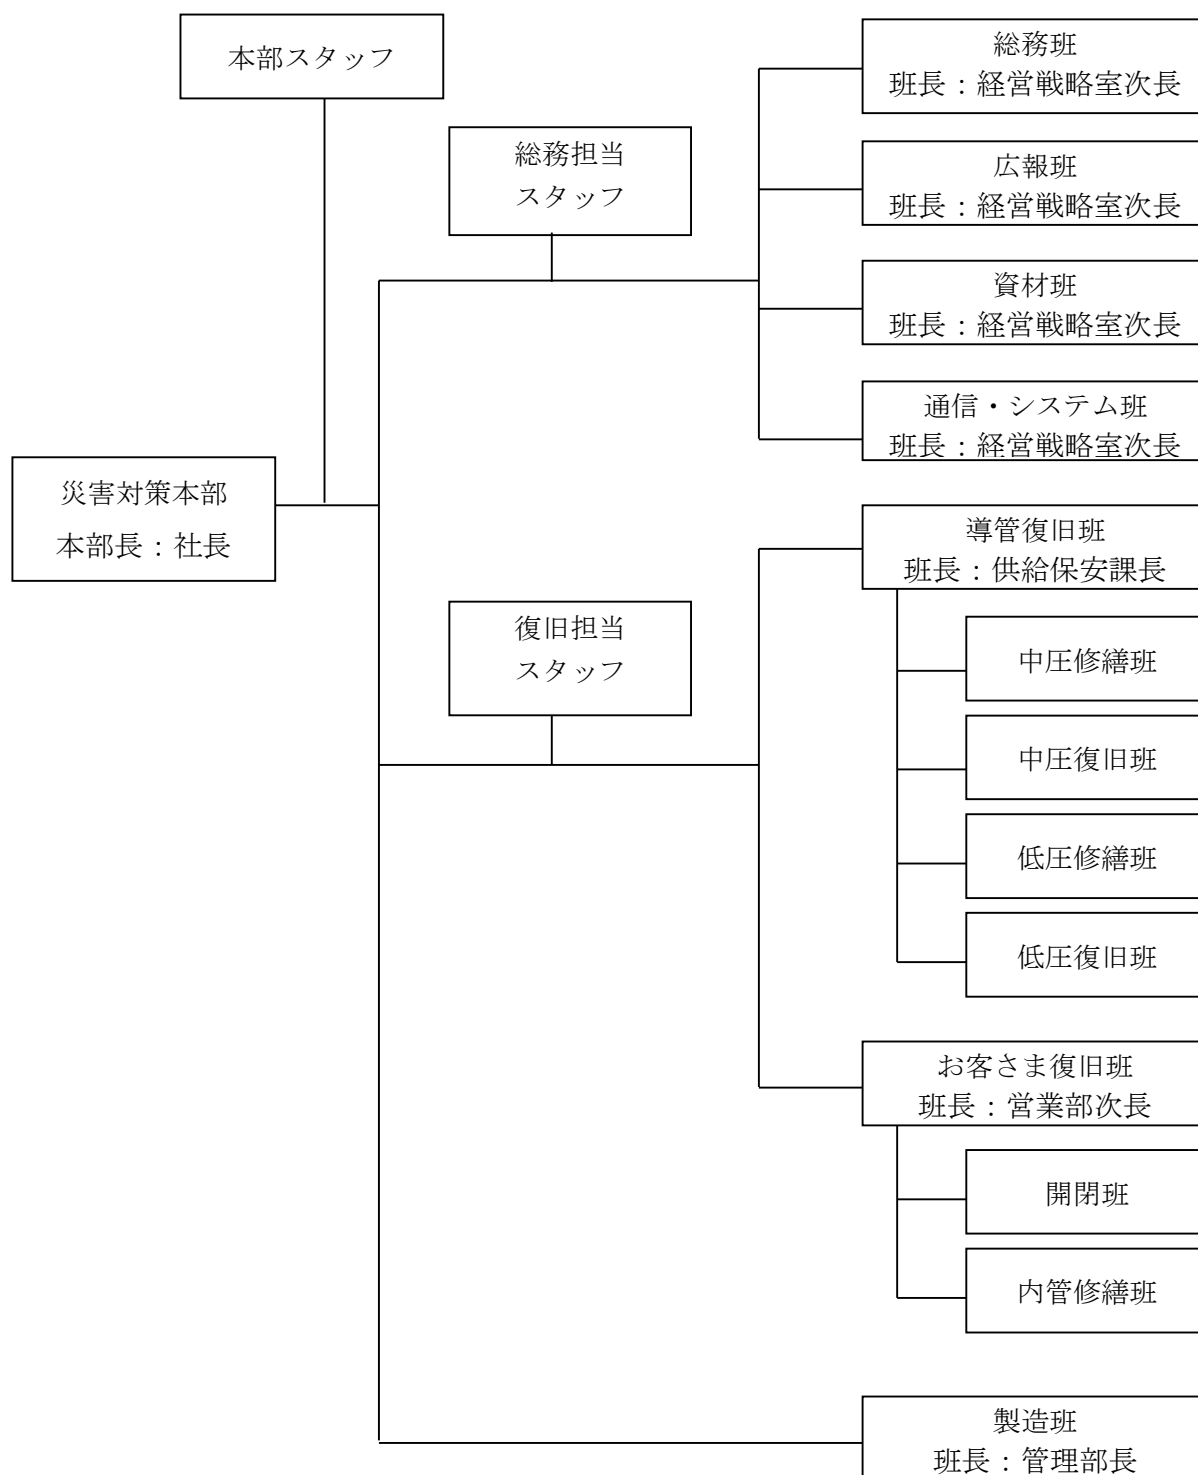 本部スタッフ
総務担当
スタッフ
総務班
班長：経営戦略室次長
広報班
班長：経営戦略室次長
資材班
班長：経営戦略室次長
通信・システム班
班長：経営戦略室次長
災害対策本部
本部長：社長
復旧担当
スタッフ
導管復旧班
班長：供給保安課長
中圧修繕班
中圧復旧班
低圧修繕班
低圧復旧班
お客さま復旧班
班長：営業部次長
開閉班
内管修繕班
製造班
班長：管理部長